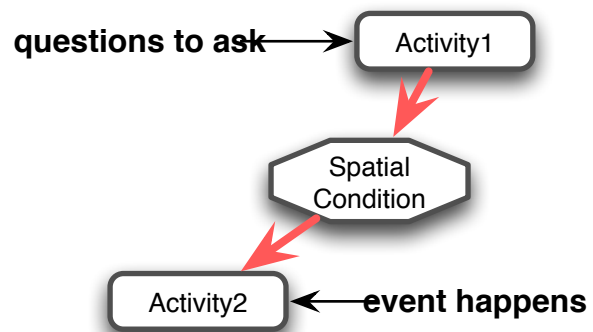 questions to ask
Activity1
Spatial
Condition
Activity2
event happens